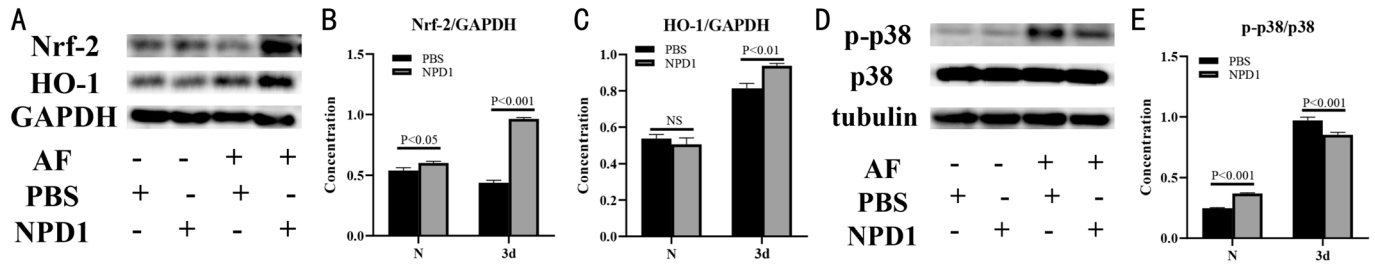 A
Nrf-2
HO-1
GAPDH
AF - - + +
PBS + - + -
NPD1 - + - +
B
Nrf-2/GAPDH
PBS
NPD1
Concentration
1.5
1.0
0.5
0.0
P<0.05
P<0.001
N
3d
C
HO-1/GAPDH
PBS
NPD1
Concentration
1.0
0.8
0.6
0.4
0.2
0.0
NS
P<0.01
N
3d
D
p-p38
p38
tubulin
AF - - + +
PBS + - + -
NPD1 - + - +
E
p-p38/p38
PBS
NPD1
Concentration
1.5
1.0
0.5
0.0
P<0.001
P<0.001
N
3d